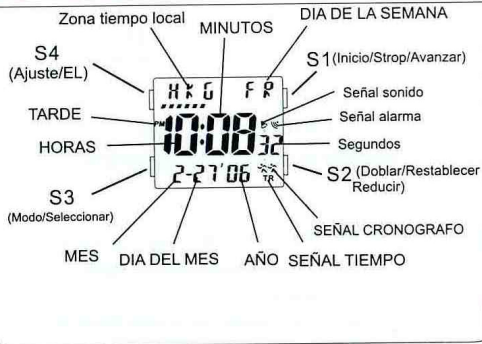 Zona tiempo local
MINUTOS
DIA DE LA SEMANA
S4
(Ajuste/EL)
S1 (Inicio/Strop/Avanzar)
HKG FR
Señal sonido
TARDE
Señal alarma
PM 10:08 32
HORAS
Segundos
S2 (Doblar/Restablecer
Reducir)
2-27'06
TR
S3
(Modo/Seleccionar)
SEÑAL CRONOGRAFO
MES
DIA DEL MES
AÑO
SEÑAL TIEMPO